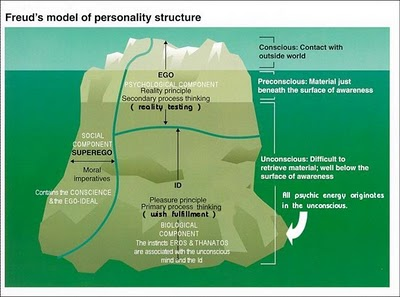 Freud's model of personality structure
Conscious: Contact with
outside world
EGO
PSYCHOLOGICAL COMPONENT
Reality principle
Secondary process thinking
( reality testing )
Preconscious: Material just
beneath the surface of awareness
SOCIAL
COMPONENT
SUPEREGO
Moral
imperatives
Contains the CONSCIENCE
& the EGO-IDEAL
Unconscious: Difficult to
retrieve material; well below the
surface of awareness
ID
Pleasure principle
Primary process thinking
( wish fulfillment )
BIOLOGICAL
COMPONENT
The instincts EROS & THANATOS
are associated with the unconscious
mind and the Id
All psychic energy originates
in the unconscious.